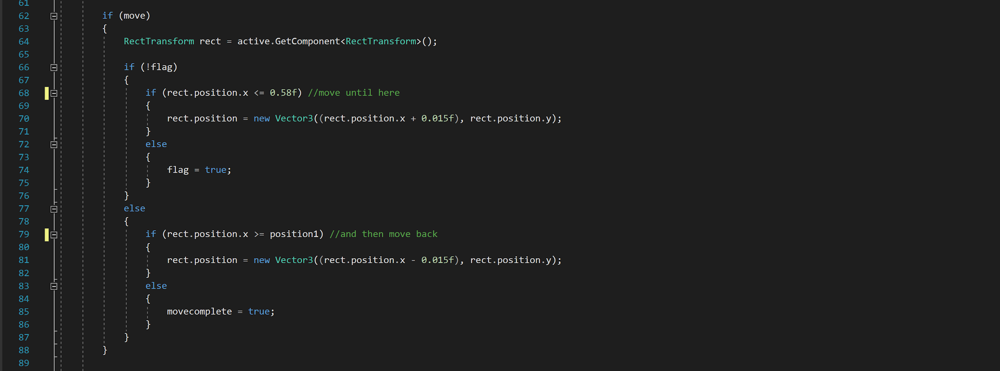 61
62 if (move)
63 {
64 RectTransform rect = active.GetComponent<RectTransform>();
65
66 if (!flag)
67 {
68 if (rect.position.x <= 0.58f) //move until here
69 {
70 rect.position = new Vector3((rect.position.x + 0.015f), rect.position.y);
71 }
72 else
73 {
74 flag = true;
75 }
76 }
77 else
78 {
79 if (rect.position.x >= position1) //and then move back
80 {
81 rect.position = new Vector3((rect.position.x - 0.015f), rect.position.y);
82 }
83 else
84 {
85 movecomplete = true;
86 }
87 }
88 }
89